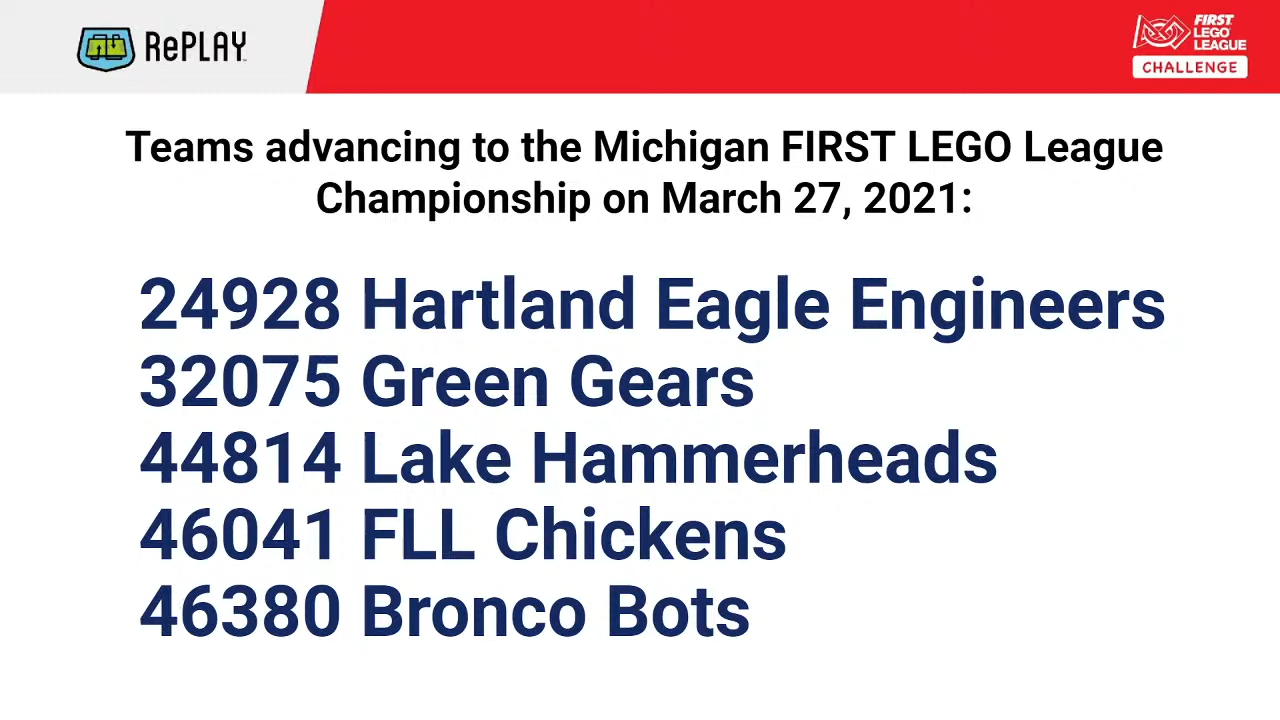 RePLAY
FIRST
LEGO
LEAGUE
CHALLENGE
Teams advancing to the Michigan FIRST LEGO League
Championship on March 27, 2021:
24928 Hartland Eagle Engineers
32075 Green Gears
44814 Lake Hammerheads
46041 FLL Chickens
46380 Bronco Bots